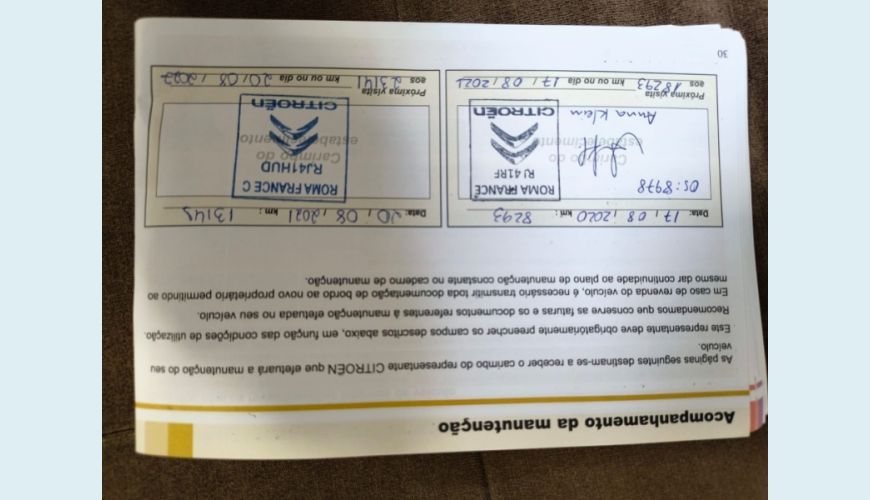 Acompanhamento da manutenção
As páginas seguintes destinam-se a receber o carimbo do representante CITROËN que efetuará a manutenção do seu
veículo.
Este representante deve obrigatóriamente preencher os campos descritos abaixo, em função das condições de utilização.
Recomendamos que conserve as faturas e os documentos referentes à manutenção efetuada no seu veículo.
Em caso de revenda do veículo, é necessário transmitir toda documentação de bordo ao novo proprietário permitindo ao
mesmo dar continuidade ao plano de manutenção constante no caderno de manutenção.
Data: 17 / 08 / 2020 km: 8293
OS: 8978
Carimbo do
estabelecimento
ROMA FRANCE
RJ 41RF
CITROËN
Anna Klein
Próxima visita
aos 18293 km ou no dia 17 / 08 / 2021
Data: 20 / 08 / 2021 km: 13145
Carimbo do
estabelecimento
ROMA FRANCE C
RJ41HUD
CITROËN
Próxima visita
aos 23141 km ou no dia 20 / 08 / 2022
30